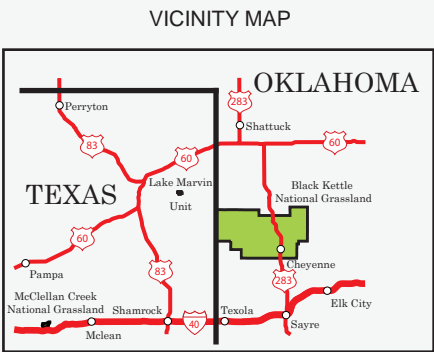 VICINITY MAP
OKLAHOMA
283
Perryton
Shattuck
83
60
60
Lake Marvin
Unit
TEXAS
Black Kettle
National Grassland
60
Cheyenne
Pampa
83
283
McClellan Creek
National Grassland
Shamrock
Texola
Elk City
40
Mclean
Sayre